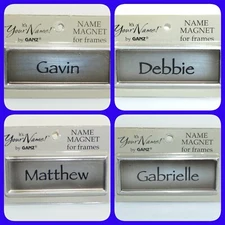 It's
Your Name!
by GANZ
NAME
MAGNET
for frames
Gavin
It's
Your Name!
by GANZ
NAME
MAGNET
for frames
Debbie
It's
Your Name!
by GANZ
NAME
MAGNET
for frames
Matthew
It's
Your Name!
by GANZ
NAME
MAGNET
for frames
Gabrielle